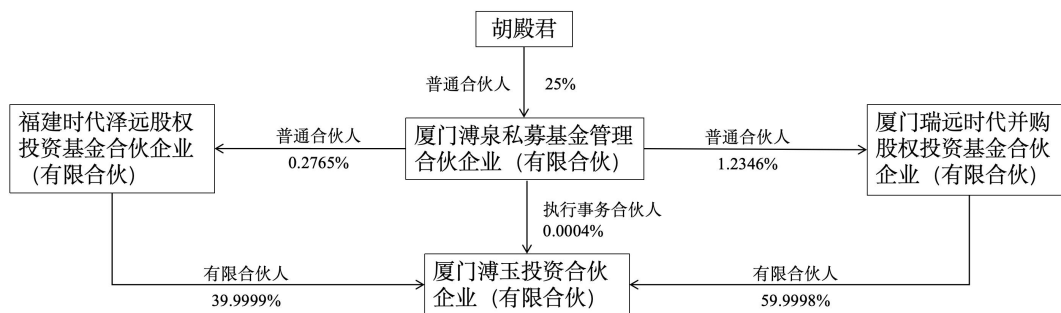 胡殿君
普通合伙人 25%
福建时代泽远股权
投资基金合伙企业
（有限合伙）
普通合伙人
0.2765%
厦门溥泉私募基金管理
合伙企业（有限合伙）
普通合伙人
1.2346%
厦门瑞远时代并购
股权投资基金合伙
企业（有限合伙）
执行事务合伙人
0.0004%
有限合伙人
39.9999%
厦门溥玉投资合伙
企业（有限合伙）
有限合伙人
59.9998%